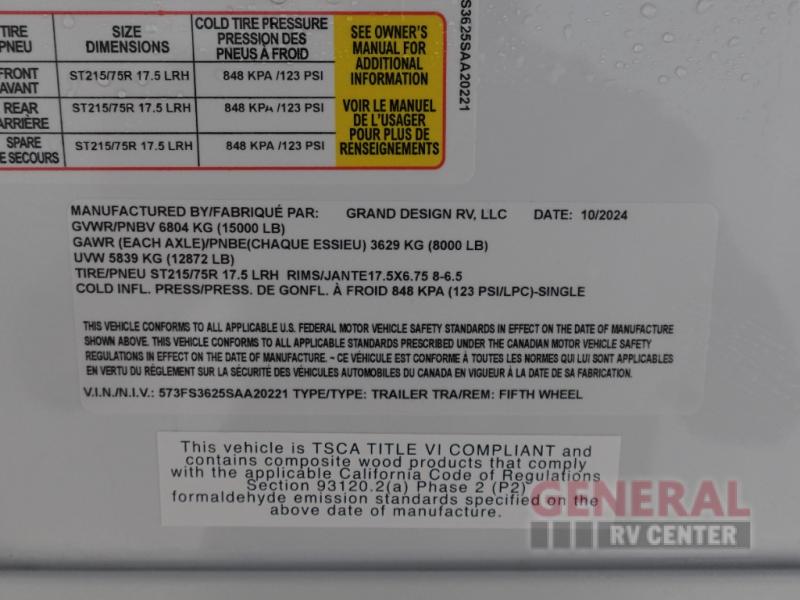 TIRE
PNEU
SIZE
DIMENSIONS
COLD TIRE PRESSURE
PRESSION DES
PNEUS À FROID
SEE OWNER'S
MANUAL FOR
ADDITIONAL
INFORMATION
VOIR LE MANUEL
DE L'USAGER
POUR PLUS DE
RENSEIGNEMENTS
FRONT
AVANT
ST215/75R 17.5 LRH
848 KPA /123 PSI
REAR
ARRIÈRE
ST215/75R 17.5 LRH
848 KPA /123 PSI
SPARE
E SECOURS
ST215/75R 17.5 LRH
848 KPA /123 PSI
FS3625SAA20221
MANUFACTURED BY/FABRIQUÉ PAR: GRAND DESIGN RV, LLC DATE: 10/2024
GVWR/PNBV 6804 KG (15000 LB)
GAWR (EACH AXLE)/PNBE(CHAQUE ESSIEU) 3629 KG (8000 LB)
UVW 5839 KG (12872 LB)
TIRE/PNEU ST215/75R 17.5 LRH RIMS/JANTE17.5X6.75 8-6.5
COLD INFL. PRESS/PRESS. DE GONFL. À FROID 848 KPA (123 PSI/LPC)-SINGLE
THIS VEHICLE CONFORMS TO ALL APPLICABLE U.S. FEDERAL MOTOR VEHICLE SAFETY STANDARDS IN EFFECT ON THE DATE OF MANUFACTURE
SHOWN ABOVE. THIS VEHICLE CONFORMS TO ALL APPLICABLE STANDARDS PRESCRIBED UNDER THE CANADIAN MOTOR VEHICLE SAFETY
REGULATIONS IN EFFECT ON THE DATE OF MANUFACTURE. ~ CE VÉHICULE EST CONFORME À TOUTES LES NORMES QUI LUI SONT APPLICABLES
EN VERTU DU RÈGLEMENT SUR LA SÉCURITÉ DES VÉHICULES AUTOMOBILES DU CANADA EN VIGUEUR À LA DATE DE SA FABRICATION.
V.I.N./N.I.V.: 573FS3625SAA20221 TYPE/TYPE: TRAILER TRA/REM: FIFTH WHEEL
This vehicle is TSCA TITLE VI COMPLIANT and
contains composite wood products that comply
with the applicable California Code of Regulations
Section 93120.2(a) Phase 2 (P2)
formaldehyde emission standards specified on the
above date of manufacture.
GENERAL
RV CENTER